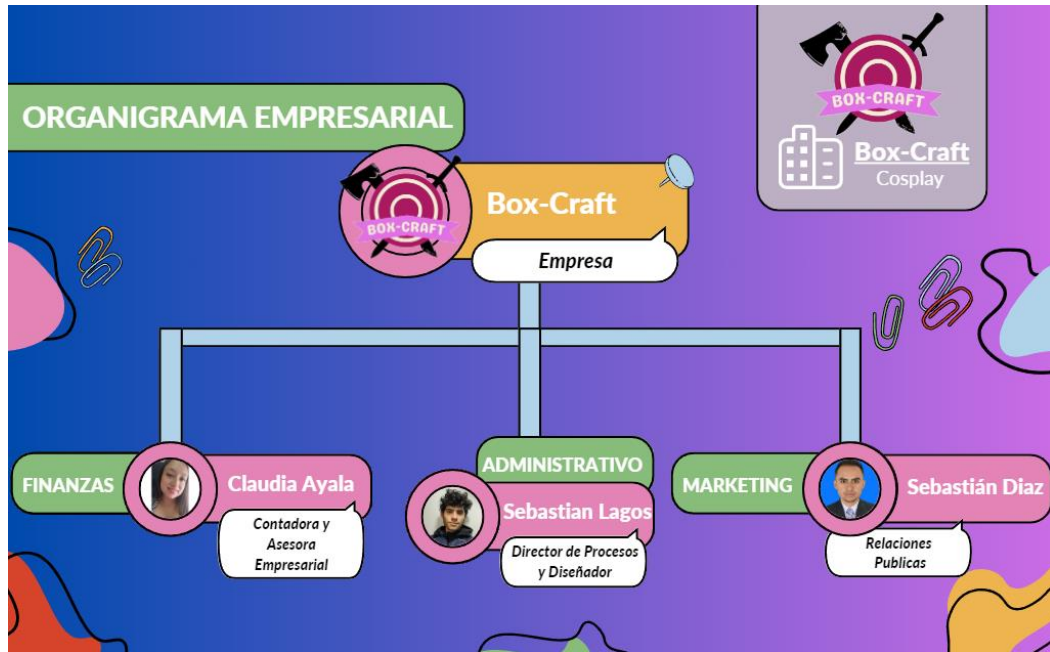 ORGANIGRAMA EMPRESARIAL
BOX-CRAFT
Box-Craft
Cosplay
BOX-CRAFT
Box-Craft
Empresa
FINANZAS
Claudia Ayala
Contadora y
Asesora
Empresarial
ADMINISTRATIVO
Sebastian Lagos
Director de Procesos
y Diseñador
MARKETING
Sebastián Diaz
Relaciones
Publicas